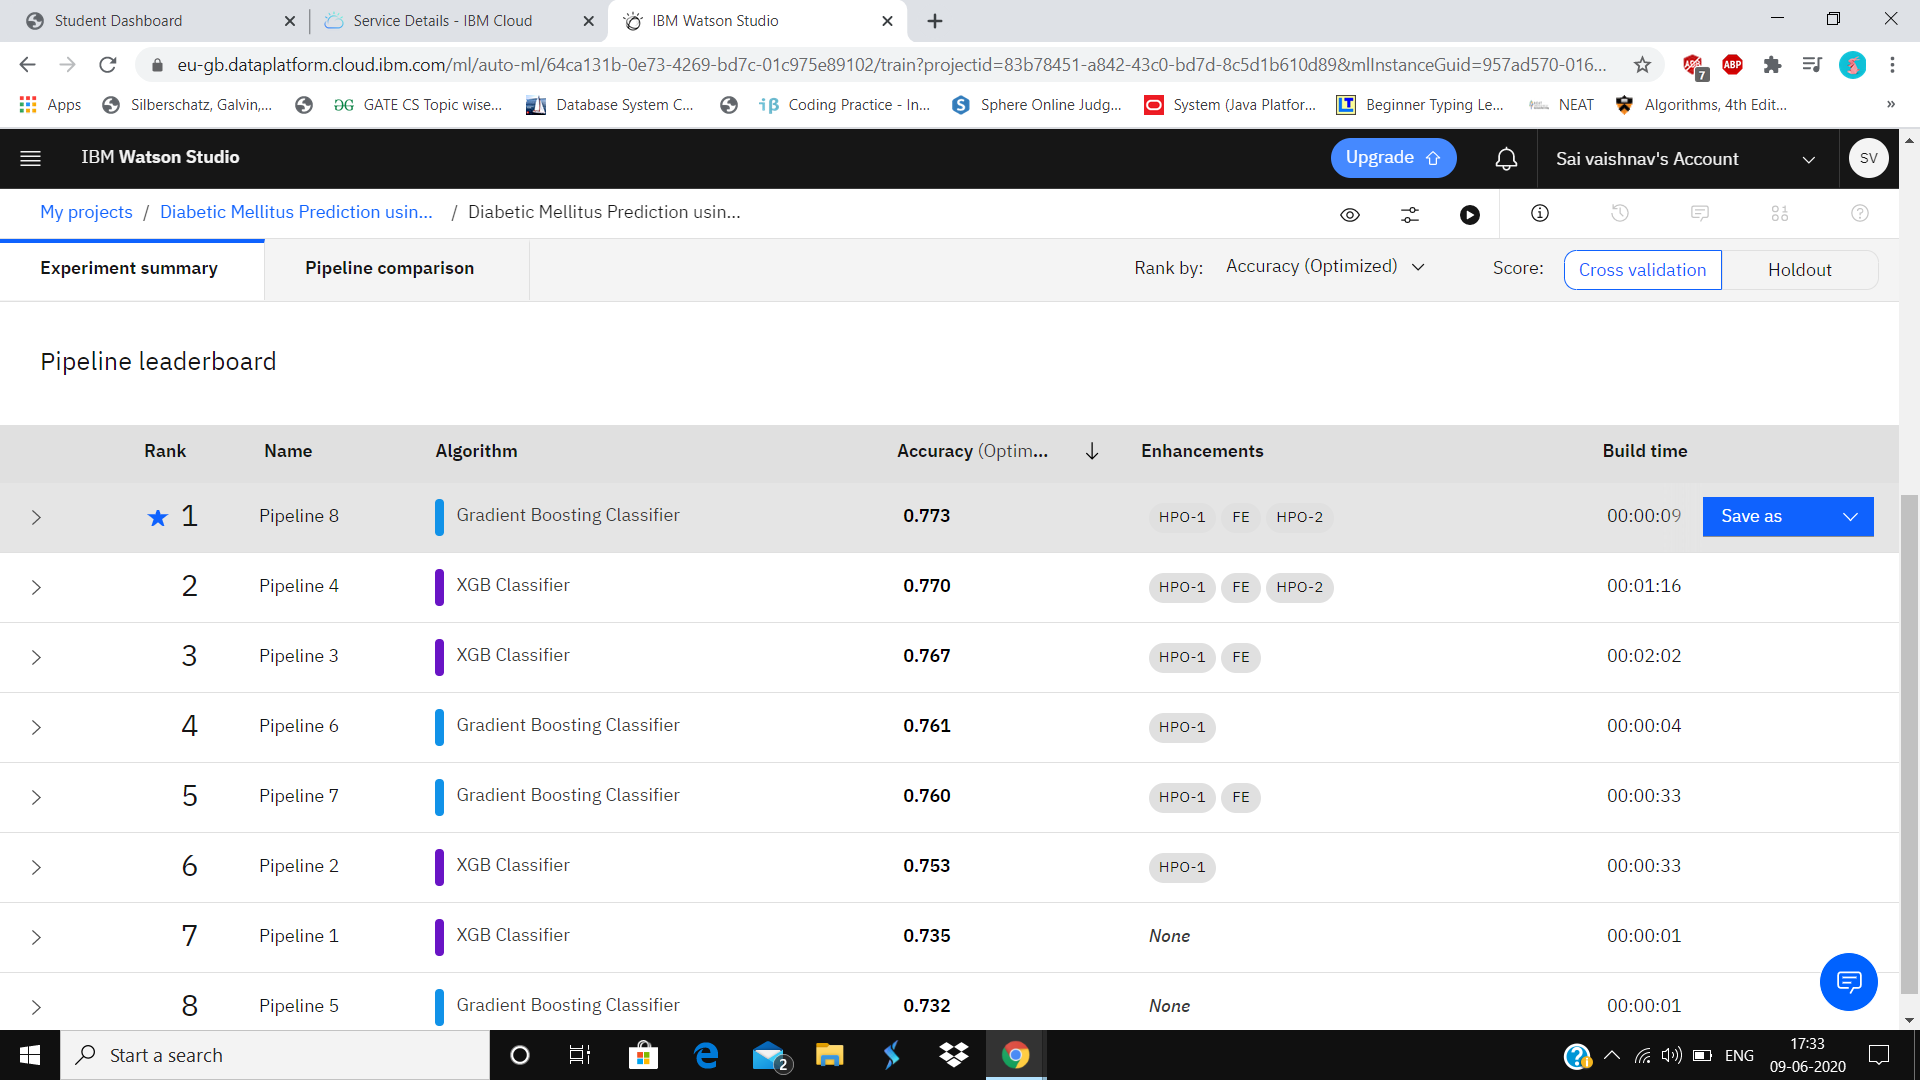 Student Dashboard
Service Details - IBM Cloud
IBM Watson Studio
eu-gb.dataplatform.cloud.ibm.com/ml/auto-ml/64ca131b-0e73-4269-bd7c-01c975e89102/train?projectid=83b78451-a842-43c0-bd7d-8c5d1b610d89&mlInstanceGuid=957ad570-016...
7
ABP
Apps
Silberschatz, Galvin,...
GATE CS Topic wise...
Database System C...
Coding Practice - In...
Sphere Online Judg...
System (Java Platfor...
Beginner Typing Le...
NEAT
Algorithms, 4th Edit...
»
IBM Watson Studio
Upgrade
Sai vaishnav's Account
SV
My projects / Diabetic Mellitus Prediction usin... / Diabetic Mellitus Prediction usin...
Experiment summary
Pipeline comparison
Rank by: Accuracy (Optimized)
Score: Cross validation Holdout
Pipeline leaderboard
Rank Name Algorithm Accuracy (Optim... Enhancements Build time
1 Pipeline 8 Gradient Boosting Classifier 0.773 HPO-1 FE HPO-2 00:00:09 Save as
2 Pipeline 4 XGB Classifier 0.770 HPO-1 FE HPO-2 00:01:16
3 Pipeline 3 XGB Classifier 0.767 HPO-1 FE 00:02:02
4 Pipeline 6 Gradient Boosting Classifier 0.761 HPO-1 00:00:04
5 Pipeline 7 Gradient Boosting Classifier 0.760 HPO-1 FE 00:00:33
6 Pipeline 2 XGB Classifier 0.753 HPO-1 00:00:33
7 Pipeline 1 XGB Classifier 0.735 None 00:00:01
8 Pipeline 5 Gradient Boosting Classifier 0.732 None 00:00:01
Start a search
2
ENG
17:33
09-06-2020